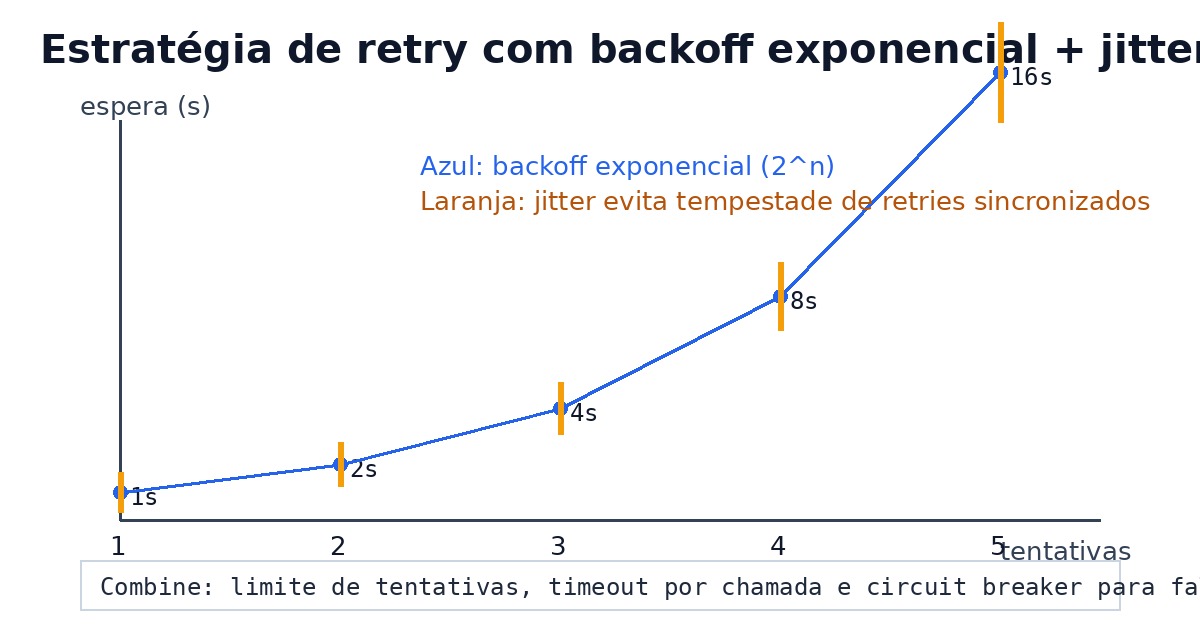 Estratégia de retry com backoff exponencial + jitter
espera (s)
16s
Azul: backoff exponencial (2^n)
Laranja: jitter evita tempestade de retries sincronizados
8s
4s
2s
1s
1 2 3 4 5
tentativas
Combine: limite de tentativas, timeout por chamada e circuit breaker para